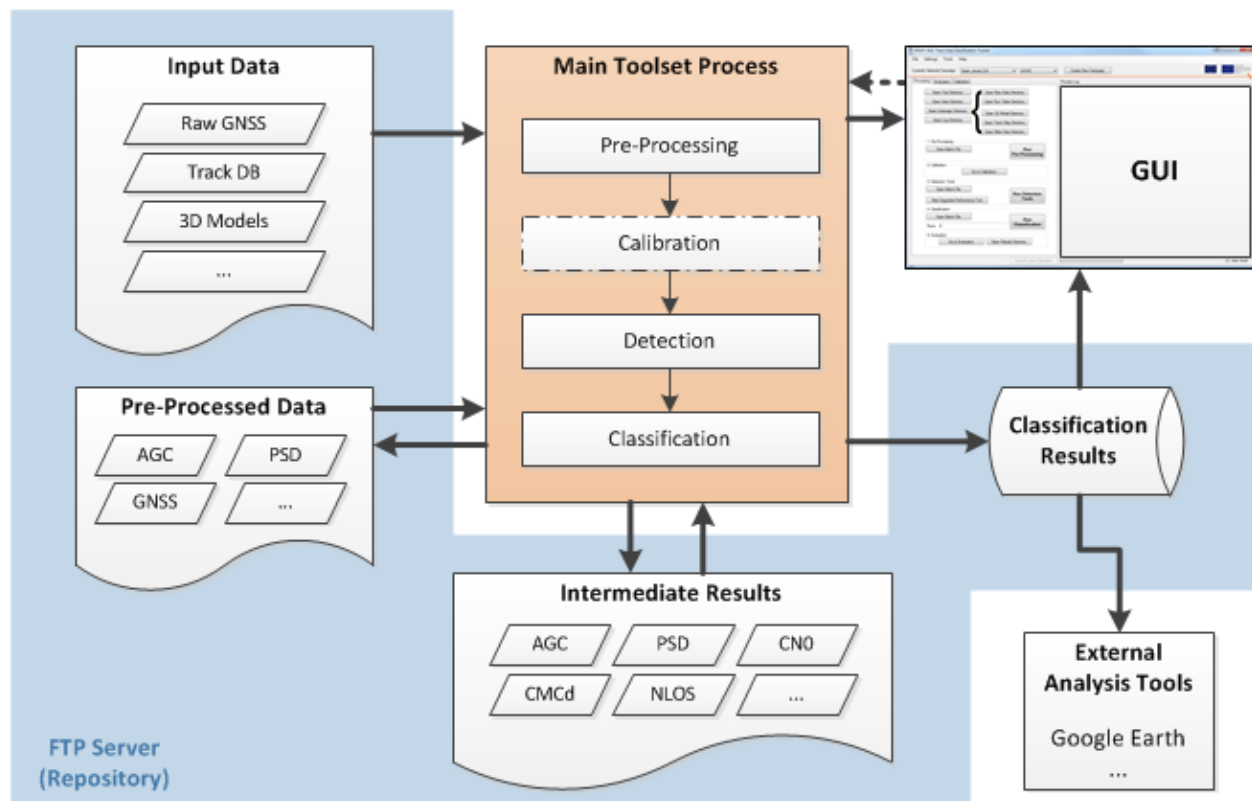 Input Data
Raw GNSS
Track DB
3D Models
...
Pre-Processed Data
AGC
PSD
GNSS
...
Main Toolset Process
Pre-Processing
Calibration
Detection
Classification
Intermediate Results
AGC
PSD
CN0
CMCd
NLOS
...
GUI
Classification
Results
External
Analysis Tools
Google Earth
...
FTP Server
(Repository)